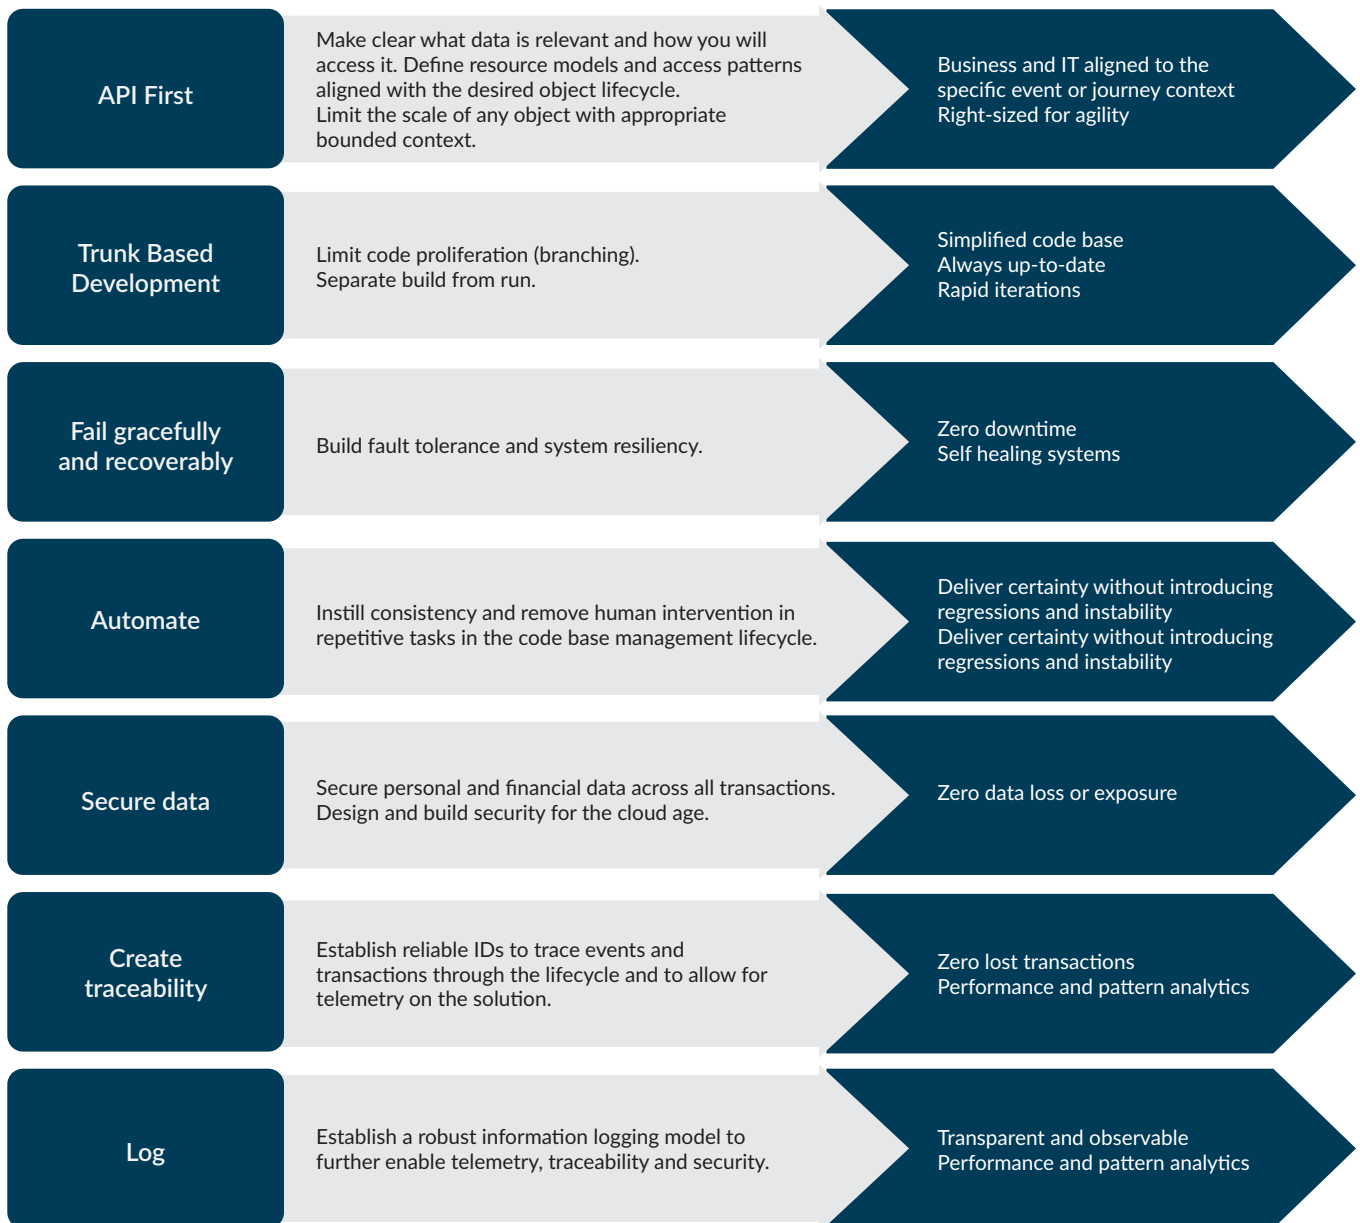 API First
Make clear what data is relevant and how you will
access it. Define resource models and access patterns
aligned with the desired object lifecycle.
Limit the scale of any object with appropriate
bounded context.
Business and IT aligned to the
specific event or journey context
Right-sized for agility
Trunk Based
Development
Limit code proliferation (branching).
Separate build from run.
Simplified code base
Always up-to-date
Rapid iterations
Fail gracefully
and recoverably
Build fault tolerance and system resiliency.
Zero downtime
Self healing systems
Automate
Instill consistency and remove human intervention in
repetitive tasks in the code base management lifecycle.
Deliver certainty without introducing
regressions and instability
Deliver certainty without introducing
regressions and instability
Secure data
Secure personal and financial data across all transactions.
Design and build security for the cloud age.
Zero data loss or exposure
Create
traceability
Establish reliable IDs to trace events and
transactions through the lifecycle and to allow for
telemetry on the solution.
Zero lost transactions
Performance and pattern analytics
Log
Establish a robust information logging model to
further enable telemetry, traceability and security.
Transparent and observable
Performance and pattern analytics